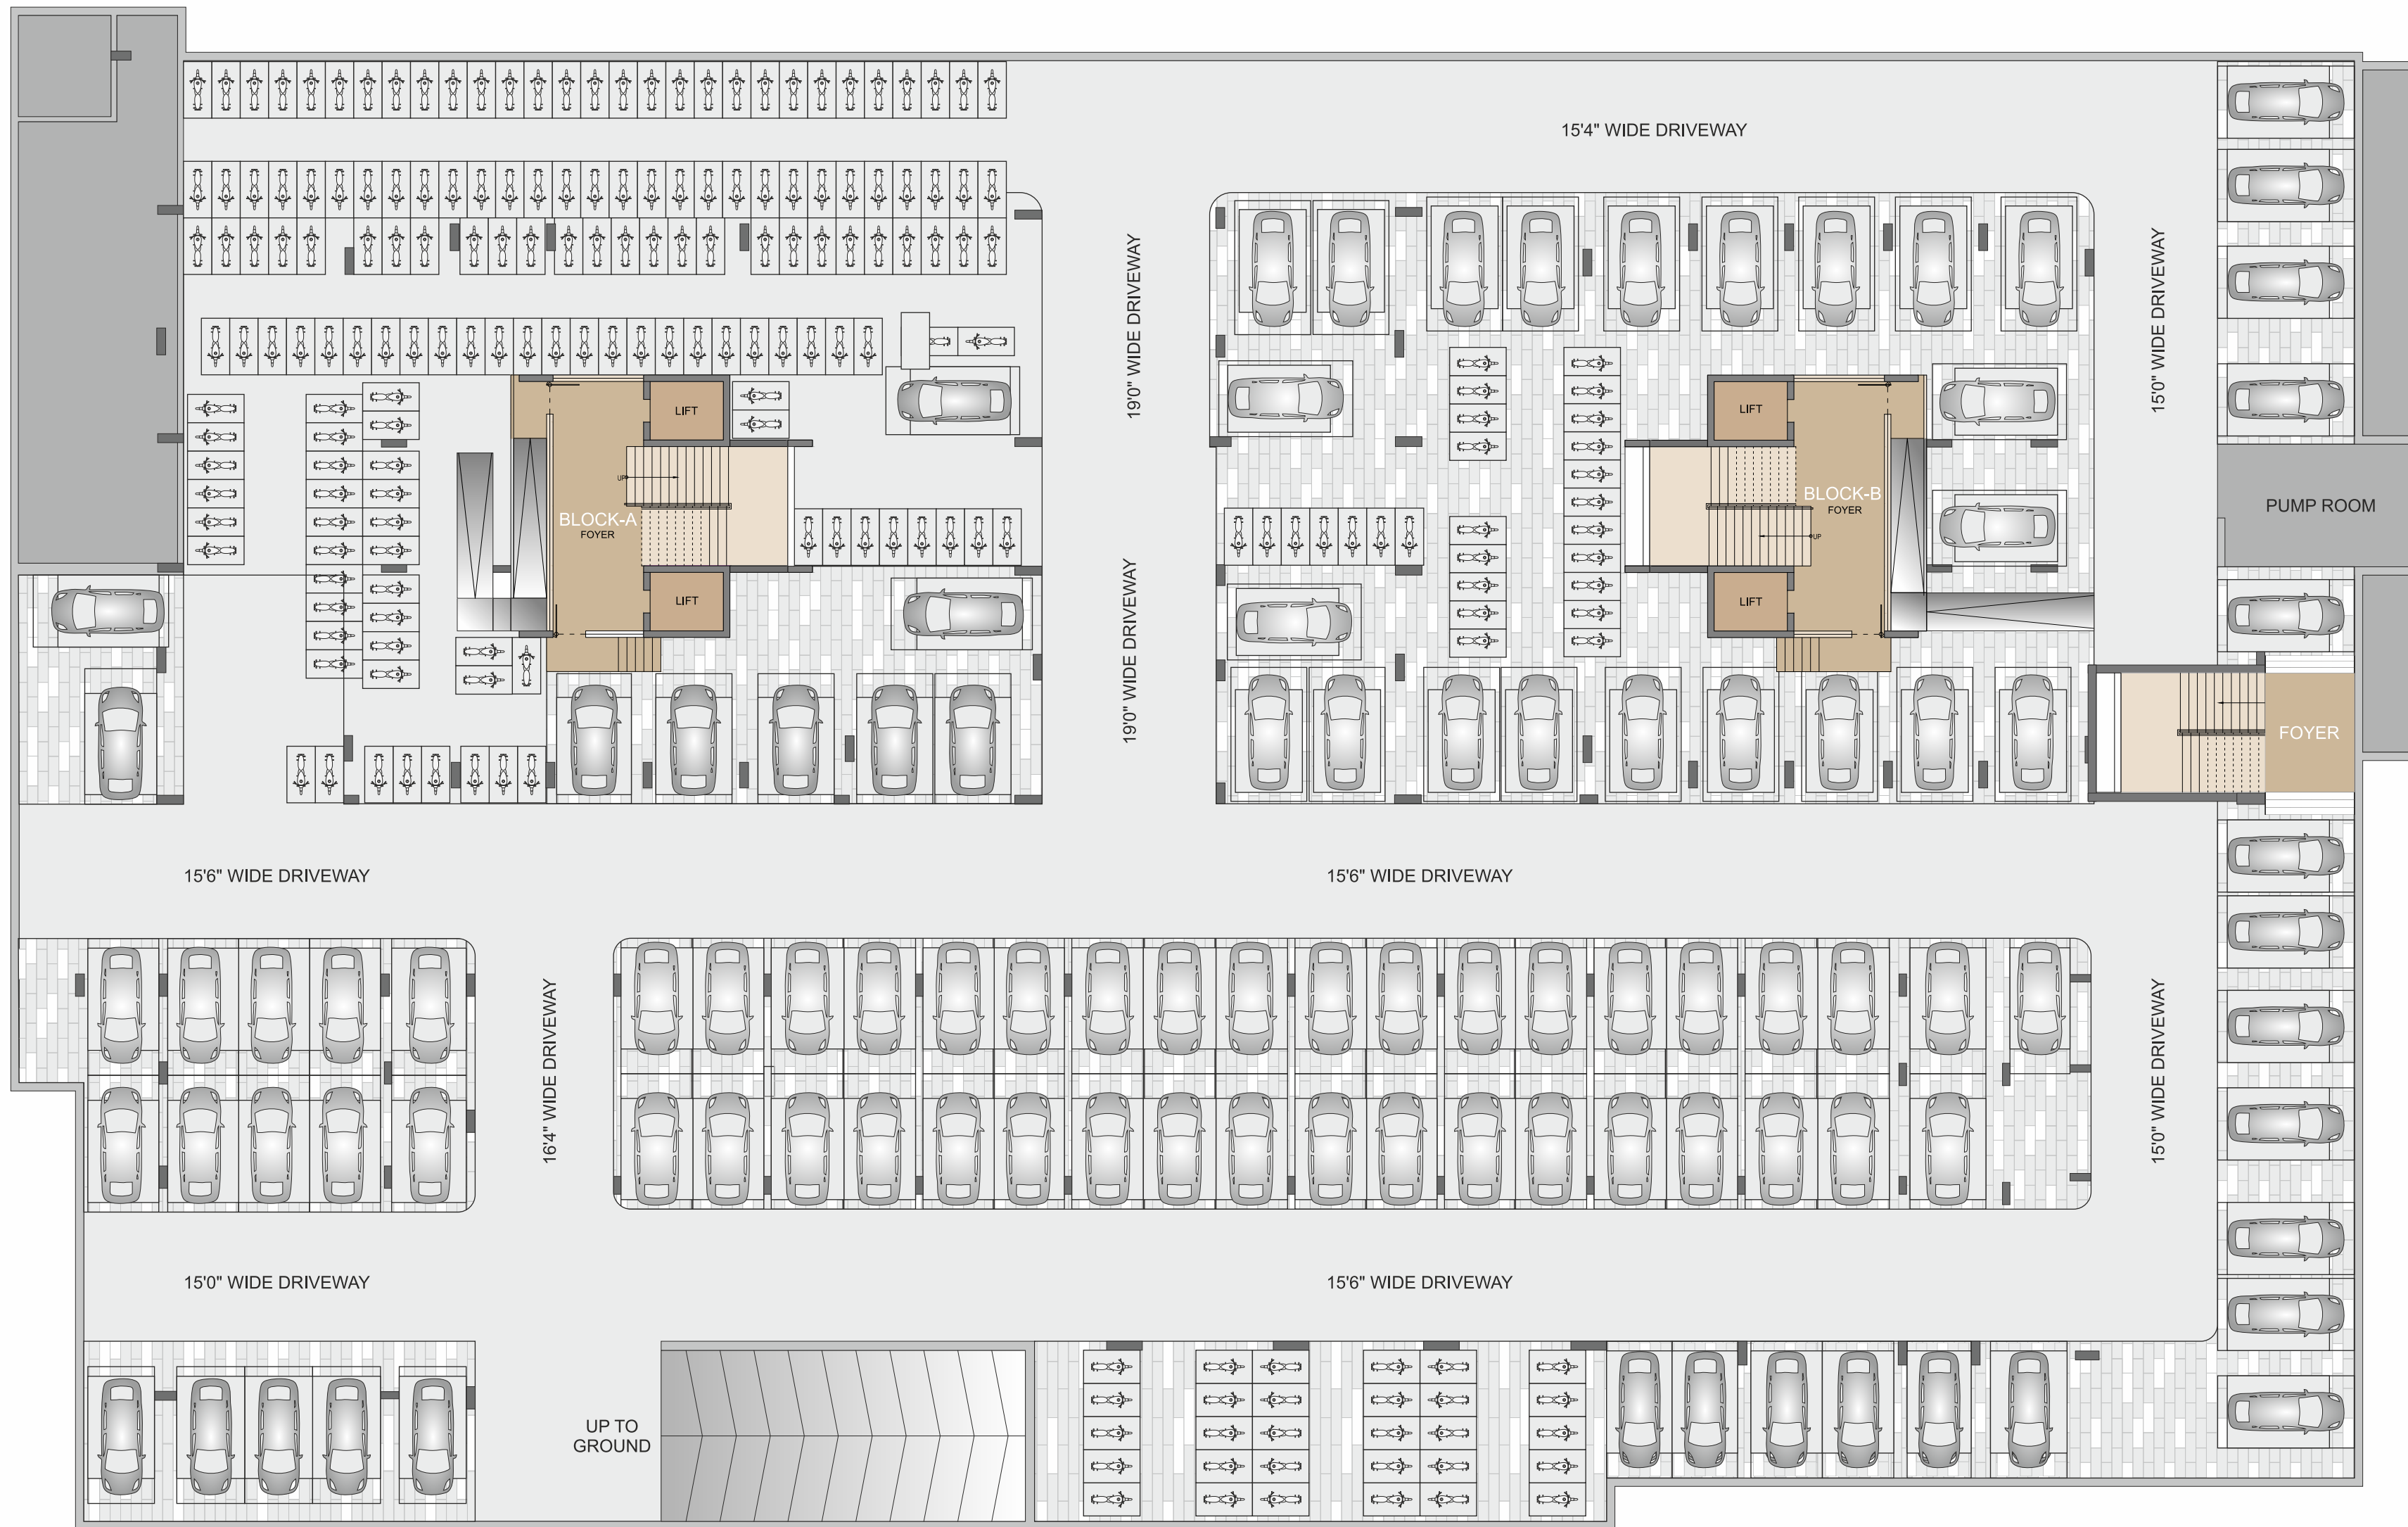 15'4" WIDE DRIVEWAY
19'0" WIDE DRIVEWAY
15'0" WIDE DRIVEWAY
LIFT
LIFT
UP
BLOCK-A
FOYER
BLOCK-B
FOYER
UP
PUMP ROOM
LIFT
LIFT
19'0" WIDE DRIVEWAY
FOYER
15'6" WIDE DRIVEWAY
15'6" WIDE DRIVEWAY
16'4" WIDE DRIVEWAY
15'0" WIDE DRIVEWAY
15'0" WIDE DRIVEWAY
15'6" WIDE DRIVEWAY
UP TO
GROUND